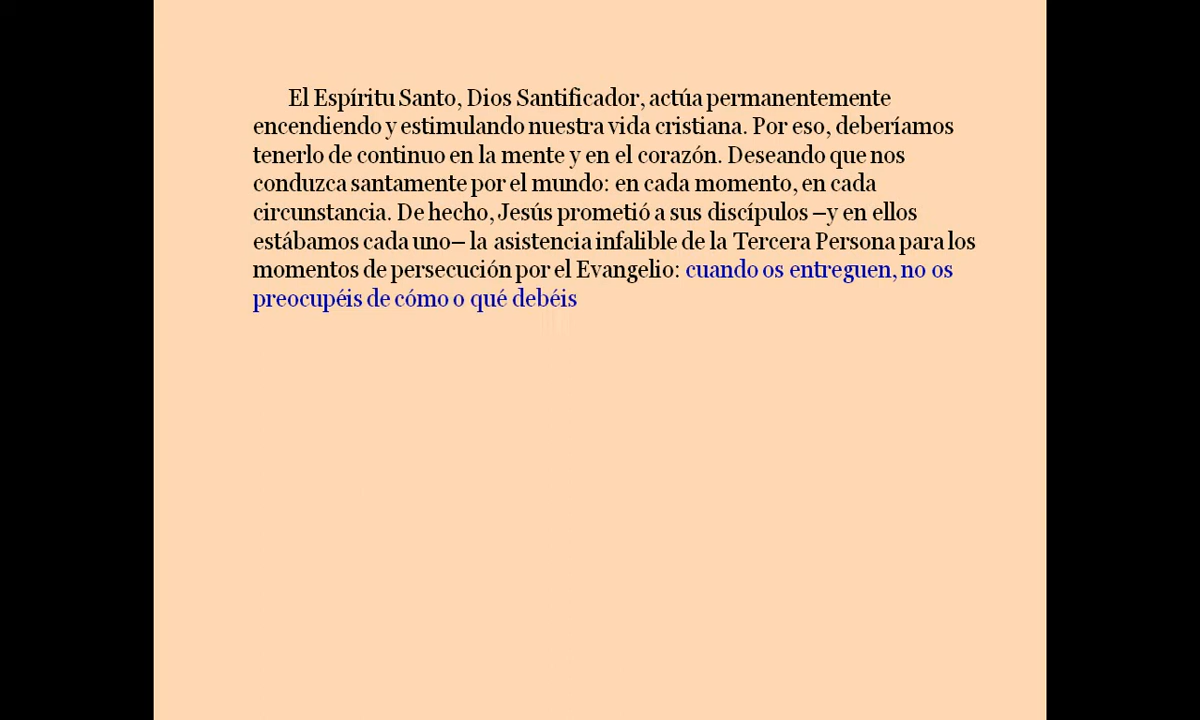 El Espíritu Santo, Dios Santificador, actúa permanentemente
encendiendo y estimulando nuestra vida cristiana. Por eso, deberíamos
tenerlo de continuo en la mente y en el corazón. Deseando que nos
conduzca santamente por el mundo: en cada momento, en cada
circunstancia. De hecho, Jesús prometió a sus discípulos –y en ellos
estábamos cada uno– la asistencia infalible de la Tercera Persona para los
momentos de persecución por el Evangelio: cuando os entreguen, no os
preocupéis de cómo o qué debéis